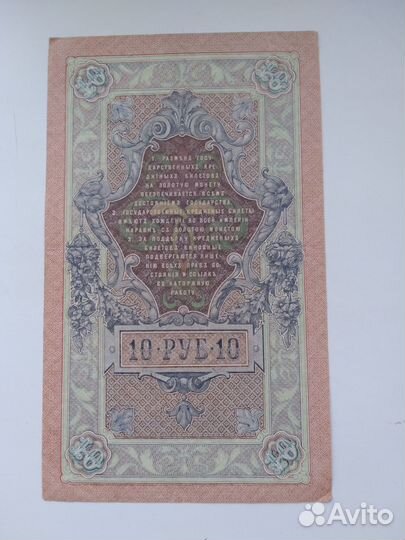 1. РАЗМѢНЪ ГОСУ-
ДАРСТВЕННЫХЪ КРЕ-
ДИТНЫХЪ БИЛЕТОВЪ
НА ЗОЛОТУЮ МОНЕТУ
ОБЕЗПЕЧИВАЕТСЯ ВСѢМЪ
ДОСТОЯНІЕМЪ ГОСУДАРСТВА.
2. ГОСУДАРСТВЕННЫЕ КРЕДИТНЫЕ БИЛЕТЫ
ИМѢЮТЪ ХОЖДЕНІЕ ВО ВСЕЙ ИМПЕРІИ
НАРАВНѢ СЪ ЗОЛОТОЮ МОНЕТОЮ.
3. ЗА ПОДДѢЛКУ КРЕДИТНЫХЪ
БИЛЕТОВЪ ВИНОВНЫЕ
ПОДВЕРГАЮТСЯ ЛИШЕ-
НІЮ ВСѢХЪ ПРАВЪ СО-
СТОЯНІЯ И ССЫЛКѢ
ВЪ КАТОРЖНУЮ
РАБОТУ.
10·РУБ·10
Avito